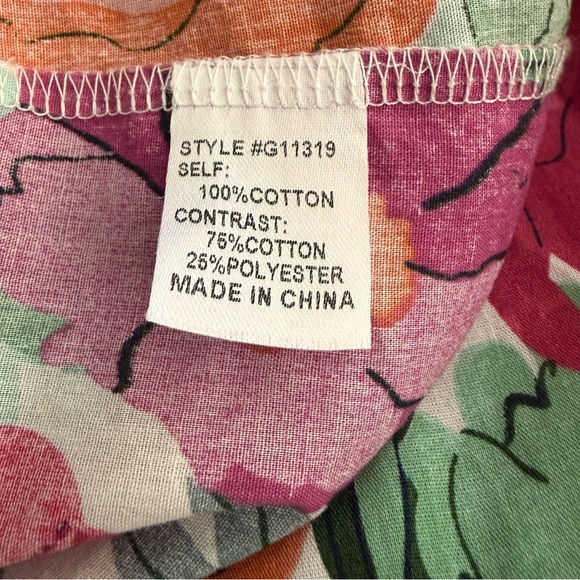 STYLE #G11319
SELF:
100%COTTON
CONTRAST:
75%COTTON
25%POLYESTER
MADE IN CHINA